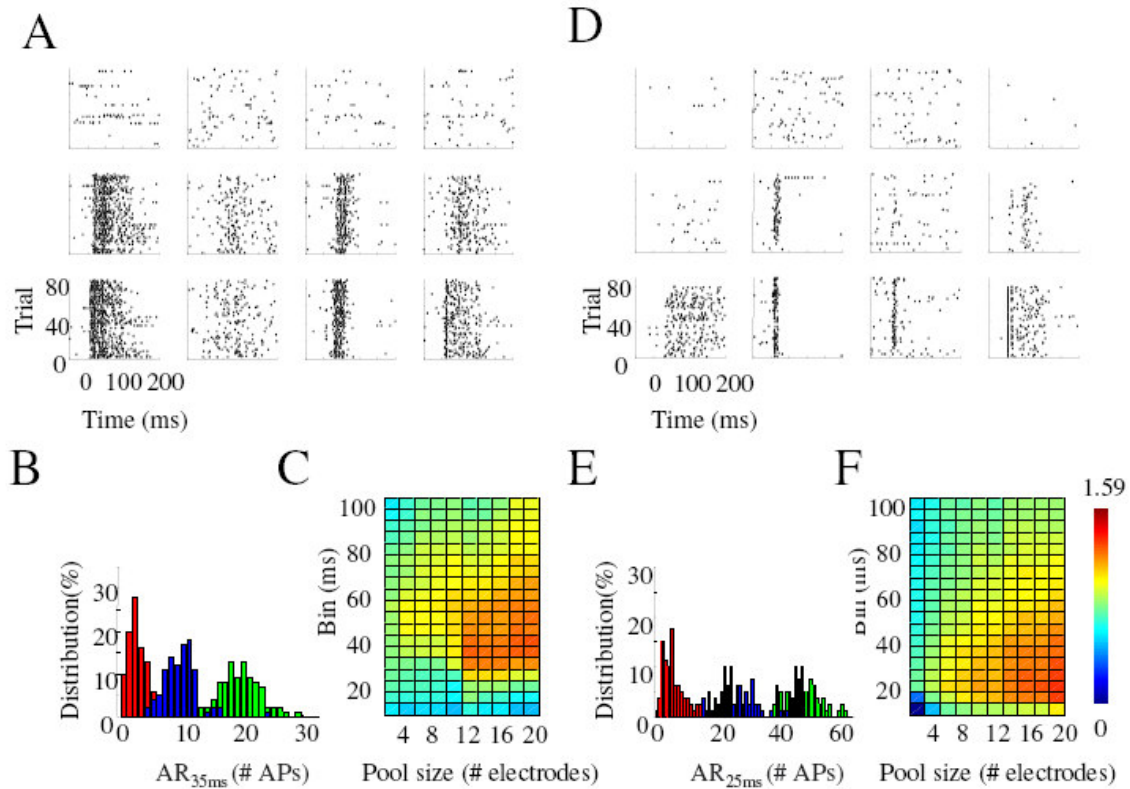 A
D
80
40
0
Trial
0 100 200
Time (ms)
80
40
0
Trial
0 100 200
Time (ms)
B
30
20
10
0
Distribution(%)
0 10 20 30
AR35ms (# APs)
C
100
80
60
40
20
Bin (ms)
4 8 12 16 20
Pool size (# electrodes)
E
30
20
10
0
Distribution(%)
0 20 40 60
AR25ms (# APs)
F
100
80
60
40
20
Bin (ms)
4 8 12 16 20
Pool size (# electrodes)
1.59
0